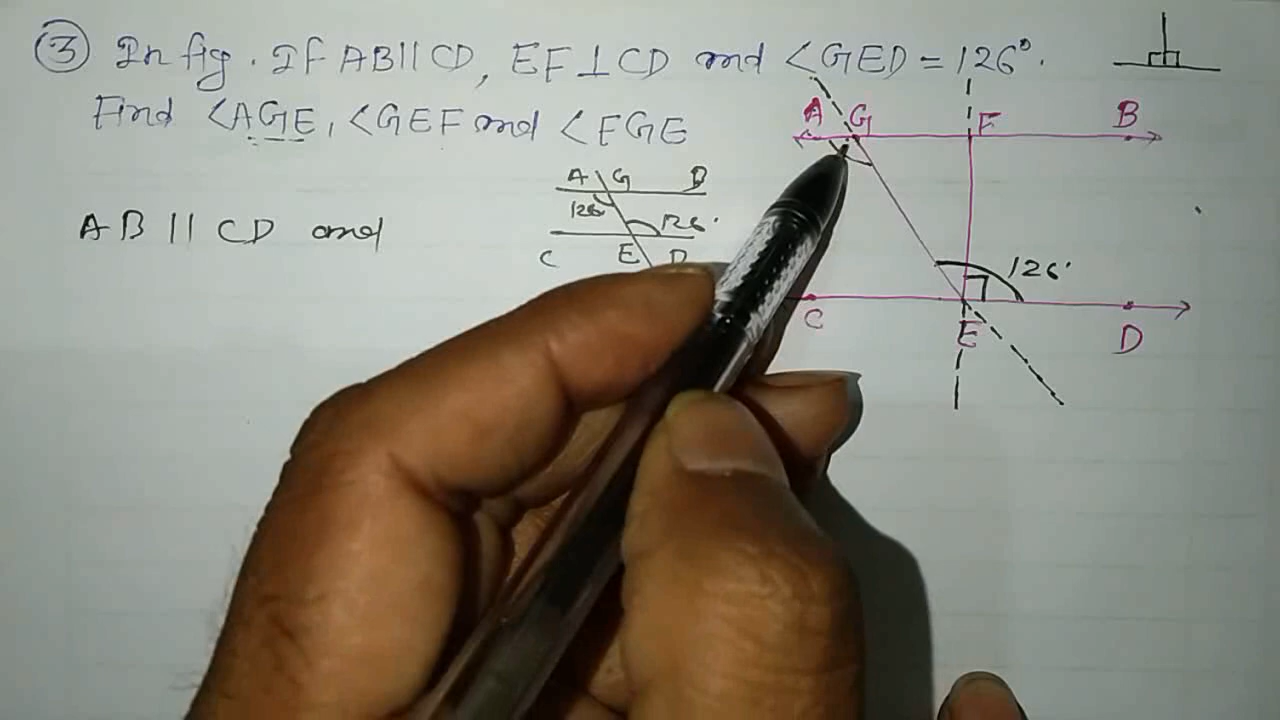 ③ In fig. If AB||CD, EF⊥CD and <GED = 126°.
Find <AGE, <GEF and <FGE
A G F B
A G B
126 126°
C E D
AB || CD and
126°
C E D